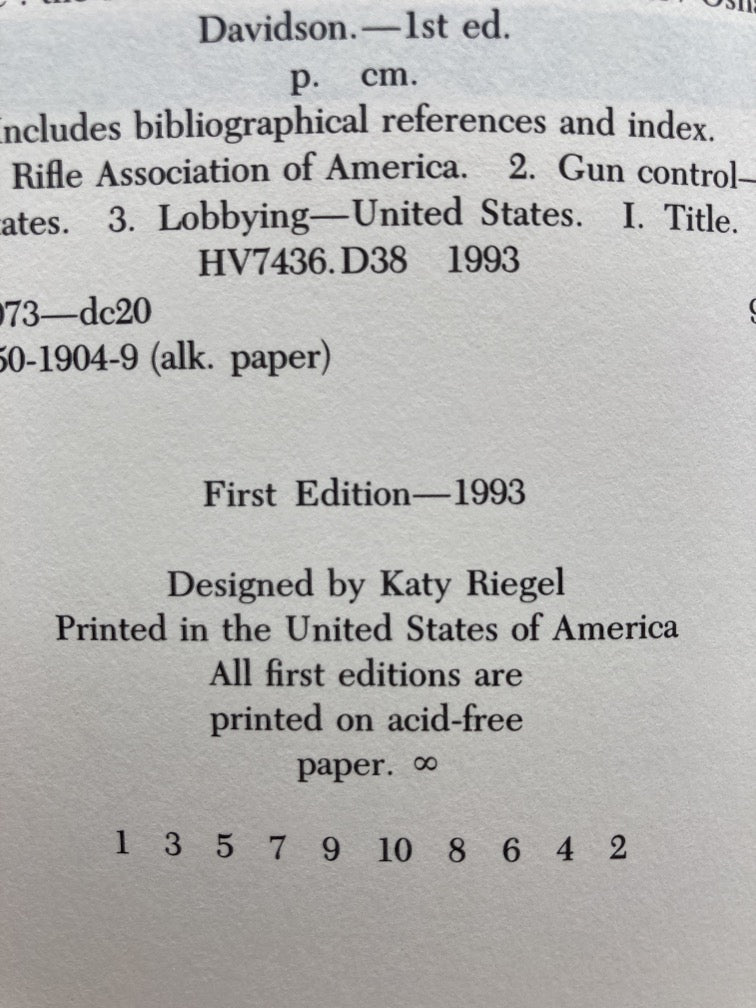 Davidson.—1st ed.
p. cm.
ncludes bibliographical references and index.
Rifle Association of America. 2. Gun control—
ates. 3. Lobbying—United States. I. Title.
HV7436.D38 1993
073—dc20 9
50-1904-9 (alk. paper)
First Edition—1993
Designed by Katy Riegel
Printed in the United States of America
All first editions are
printed on acid-free
paper. ∞
1 3 5 7 9 10 8 6 4 2